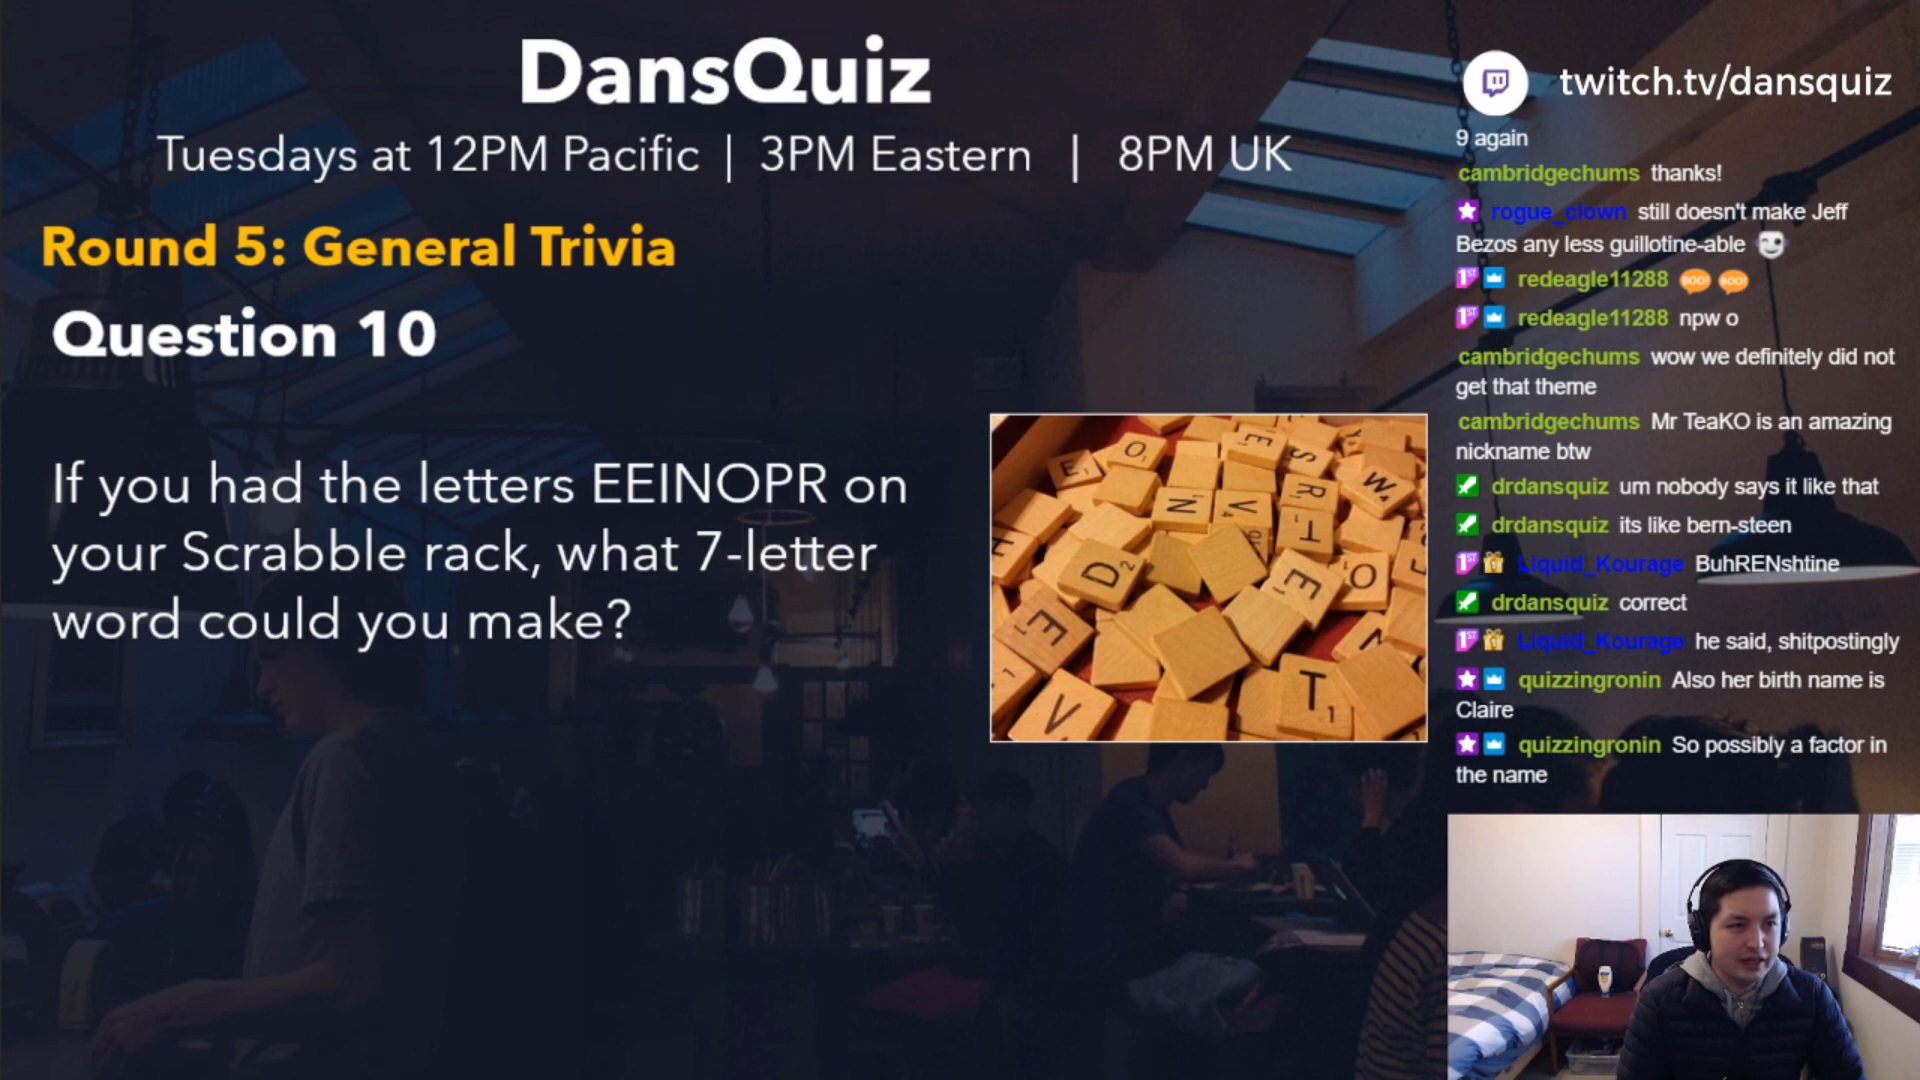 DansQuiz
Tuesdays at 12PM Pacific | 3PM Eastern | 8PM UK
Round 5: General Trivia
Question 10
If you had the letters EEINOPR on
your Scrabble rack, what 7-letter
word could you make?
E
O
E
S
W
N
V
R
T
D
E
O
E
T
V
twitch.tv/dansquiz
9 again
cambridgechums thanks!
rogue_clown still doesn't make Jeff
Bezos any less guillotine-able
redeagle11288 BOO! BOO!
redeagle11288 npw o
cambridgechums wow we definitely did not
get that theme
cambridgechums Mr TeaKO is an amazing
nickname btw
drdansquiz um nobody says it like that
drdansquiz its like bern-steen
Liquid_Kourage BuhRENshtine
drdansquiz correct
Liquid_Kourage he said, shitpostingly
quizzingronin Also her birth name is
Claire
quizzingronin So possibly a factor in
the name